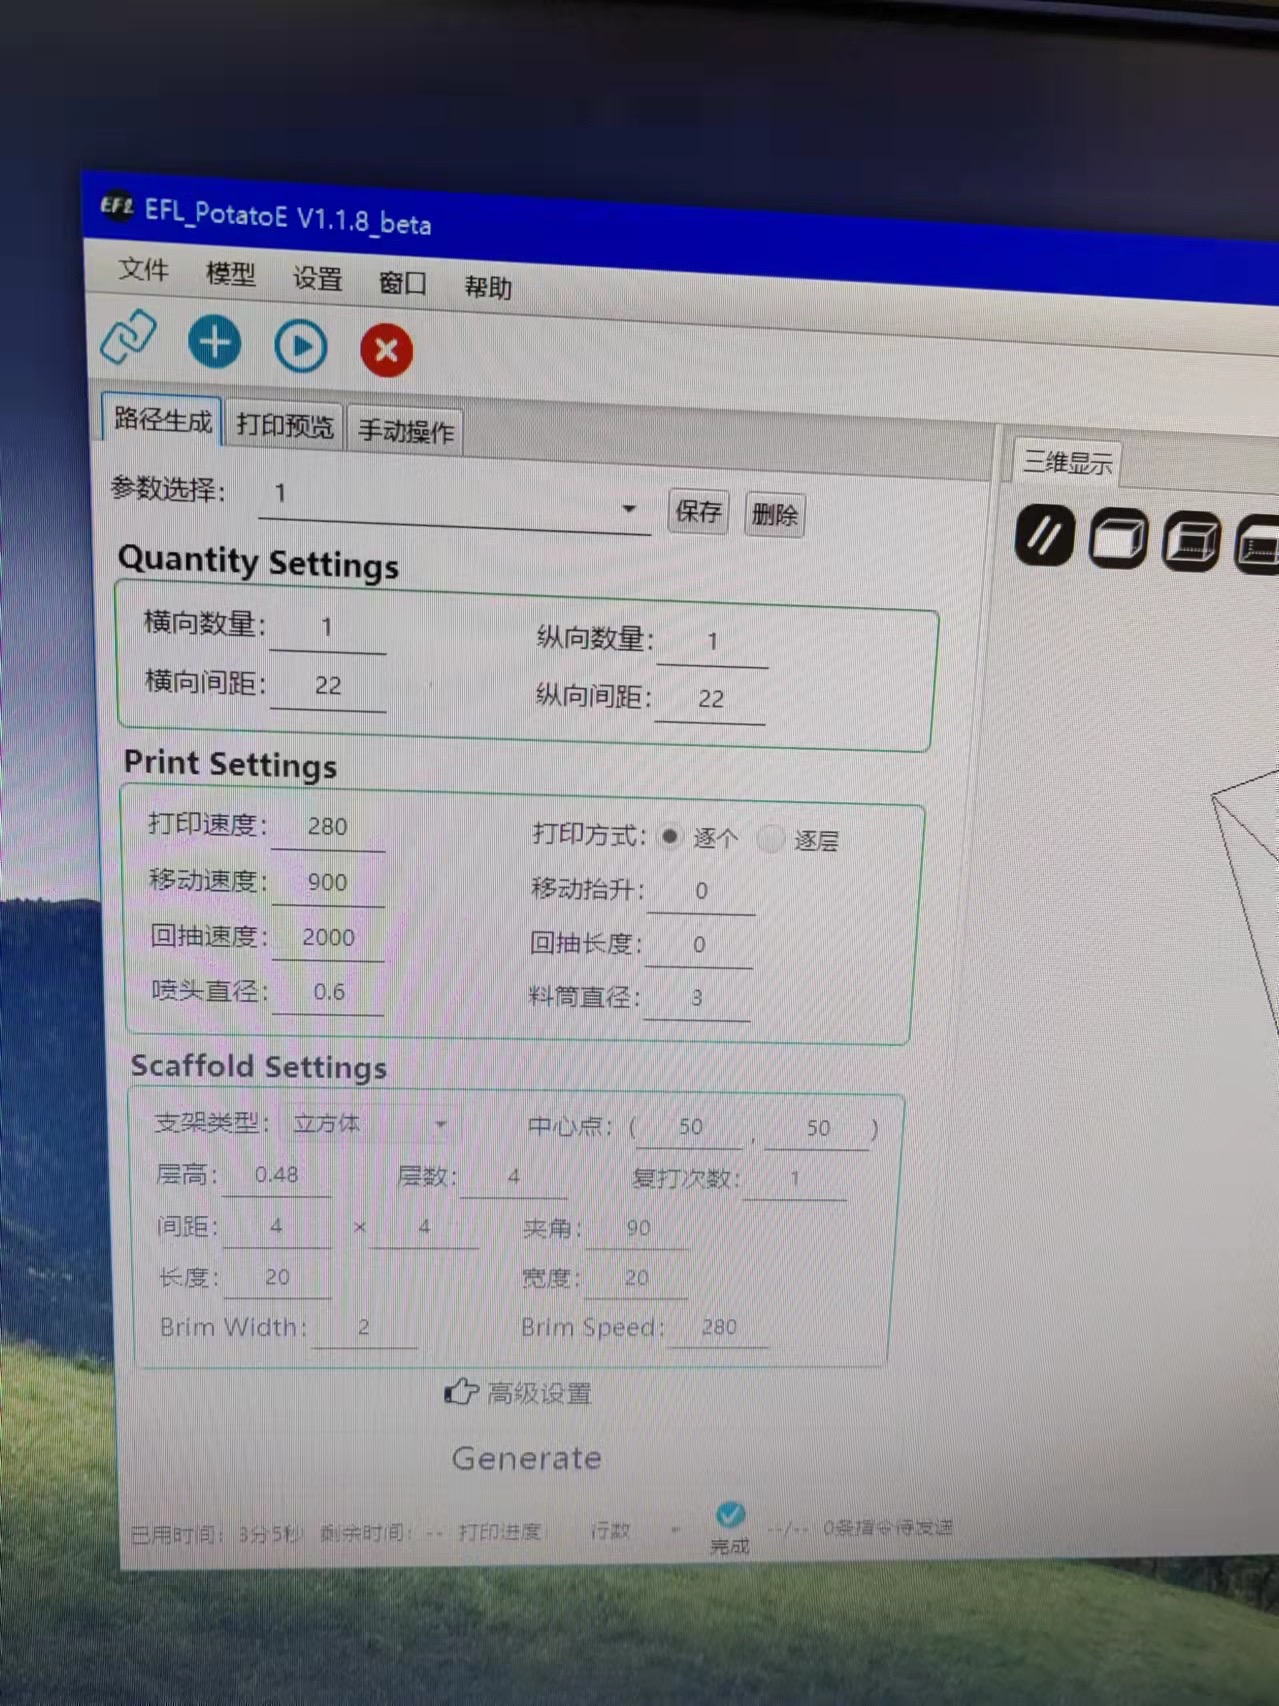 EFL EFL_PotatoE V1.1.8_beta
文件 模型 设置 窗口 帮助
路径生成 打印预览 手动操作
三维显示
参数选择: 1 保存 删除
Quantity Settings
横向数量: 1 纵向数量: 1
横向间距: 22 纵向间距: 22
Print Settings
打印速度: 280 打印方式: 逐个 逐层
移动速度: 900 移动抬升: 0
回抽速度: 2000 回抽长度: 0
喷头直径: 0.6 料筒直径: 3
Scaffold Settings
支架类型: 立方体 中心点: ( 50 , 50 )
层高: 0.48 层数: 4 复打次数: 1
间距: 4 × 4 夹角: 90
长度: 20 宽度: 20
Brim Width: 2 Brim Speed: 280
高级设置
Generate
已用时间: 3分5秒 剩余时间: -- 打印进度 行数 - --/-- 0条指令待发送
完成